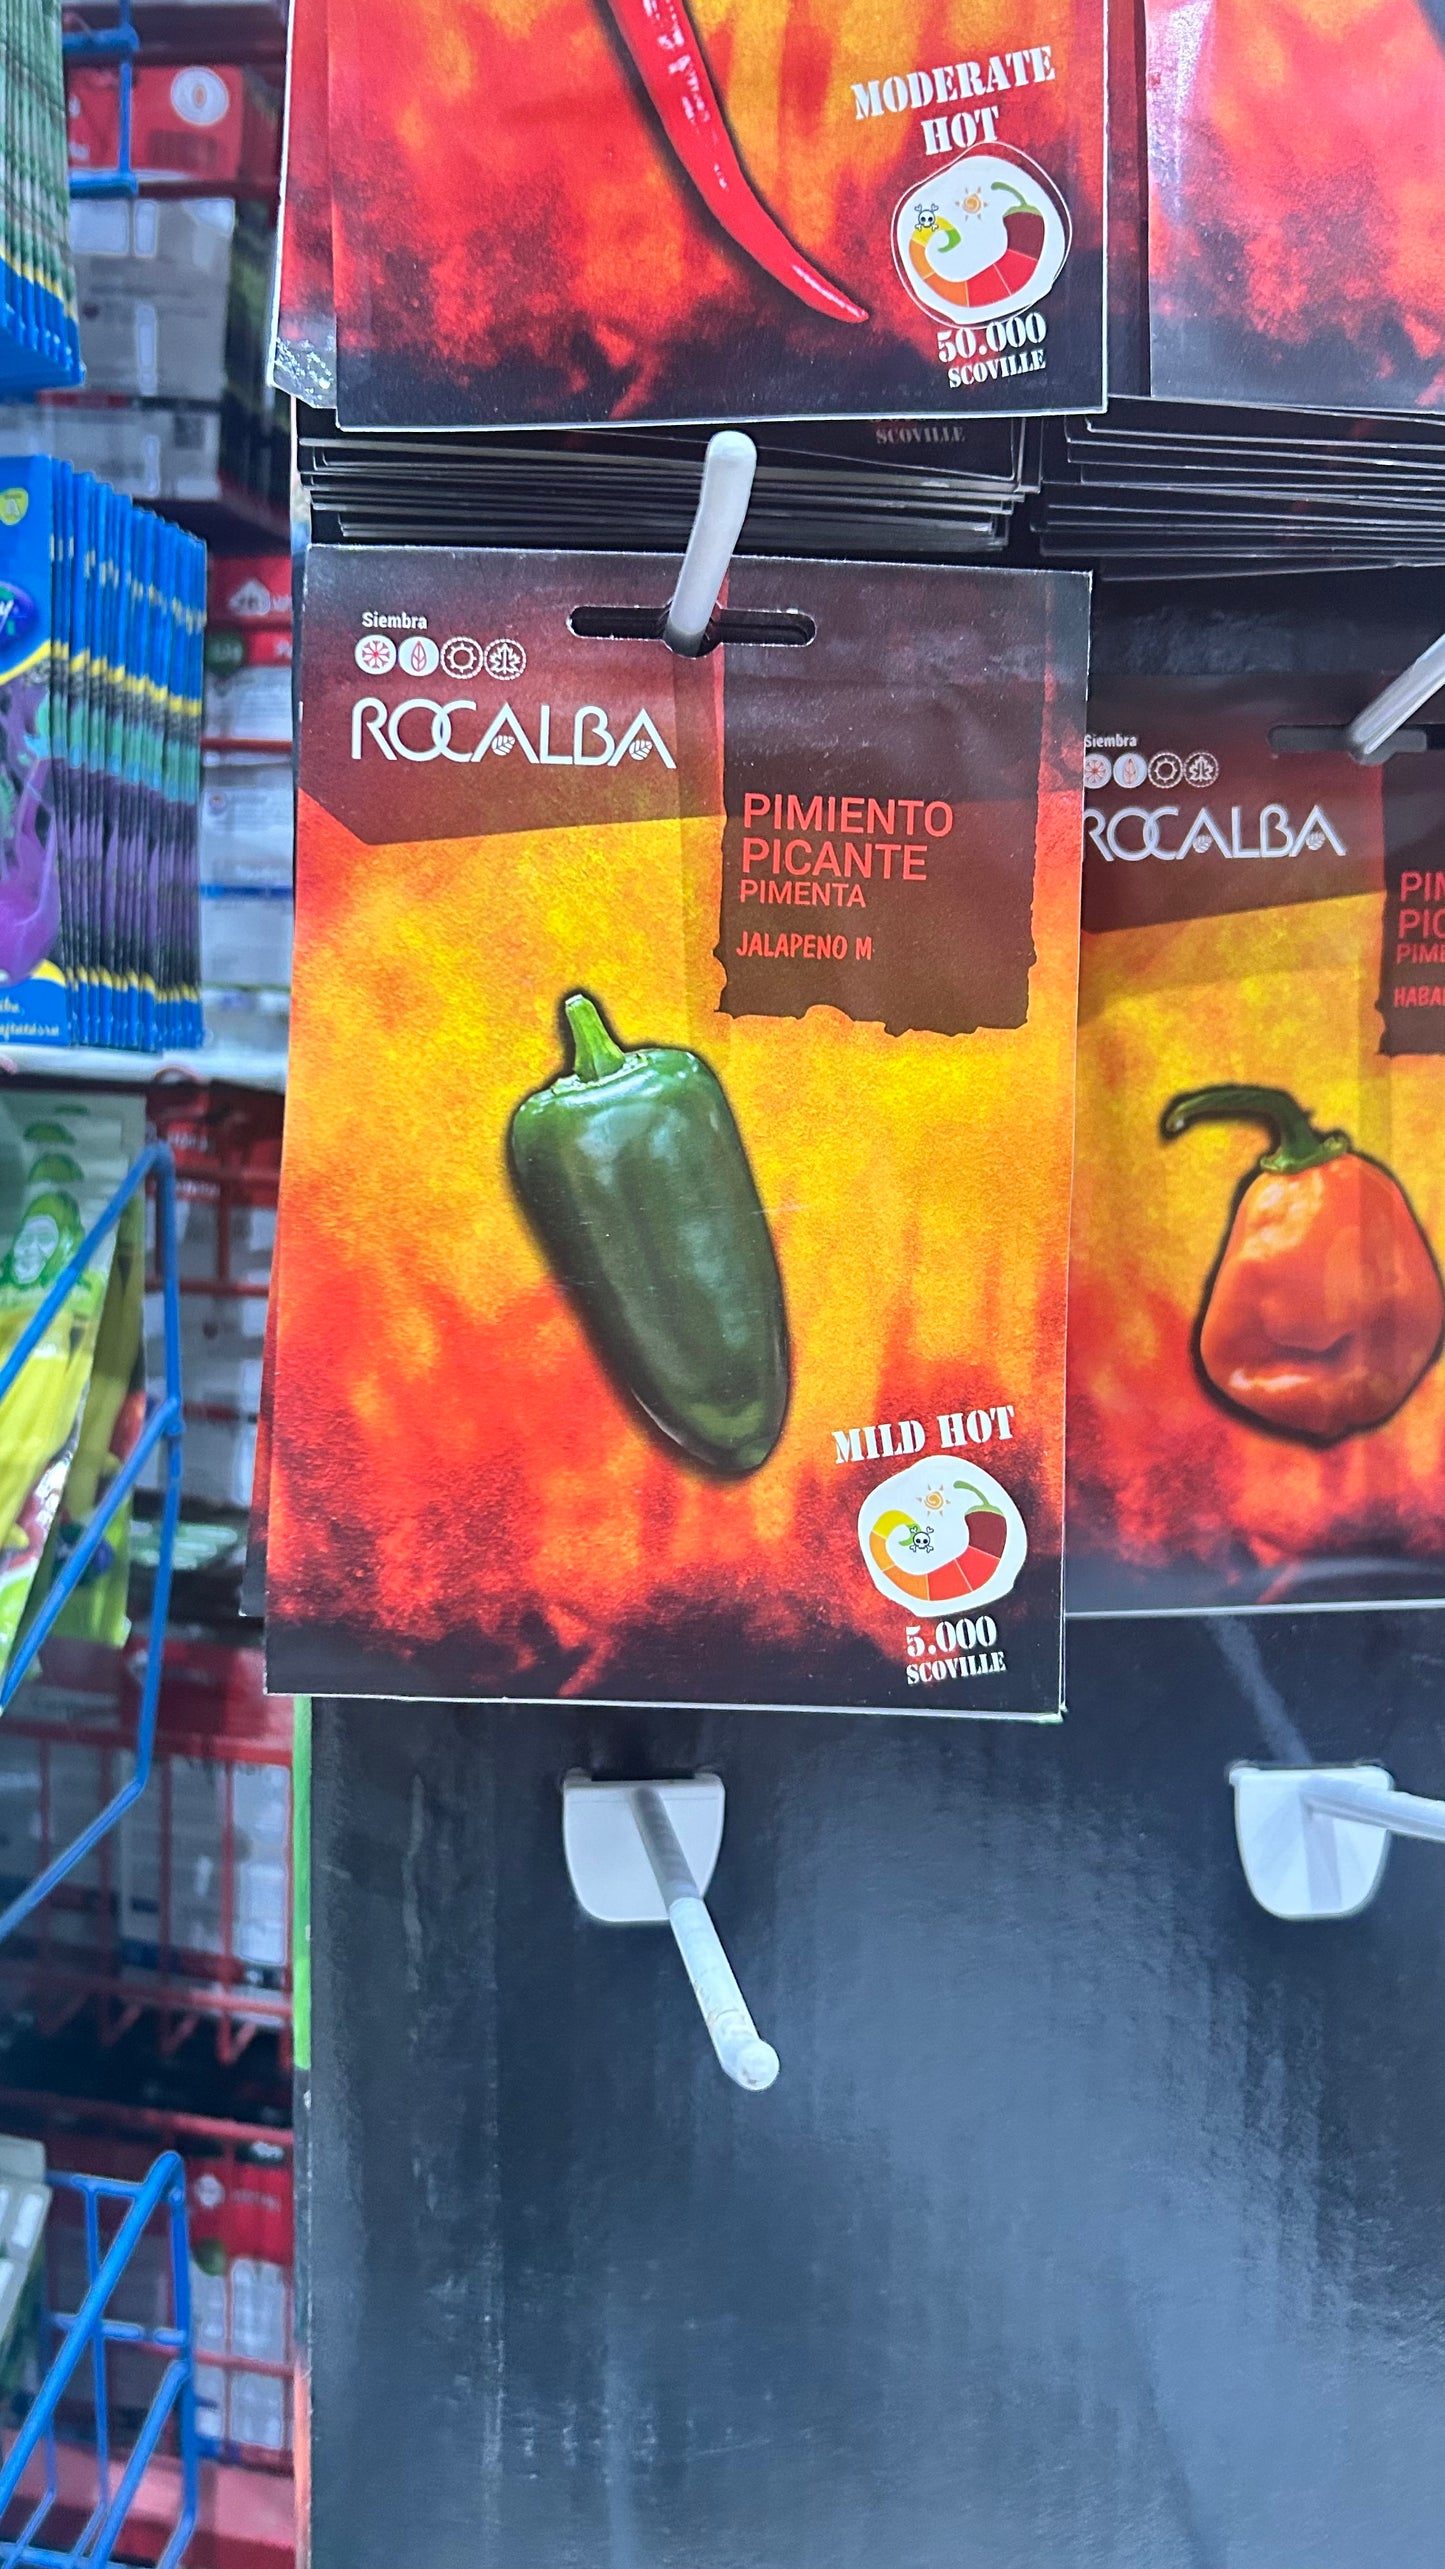 MODERATE
HOT
50.000
SCOVILLE
SCOVILLE
Siembra
ROCALBA
PIMIENTO
PICANTE
PIMENTA
JALAPENO M
MILD HOT
5.000
SCOVILLE
Siembra
ROCALBA